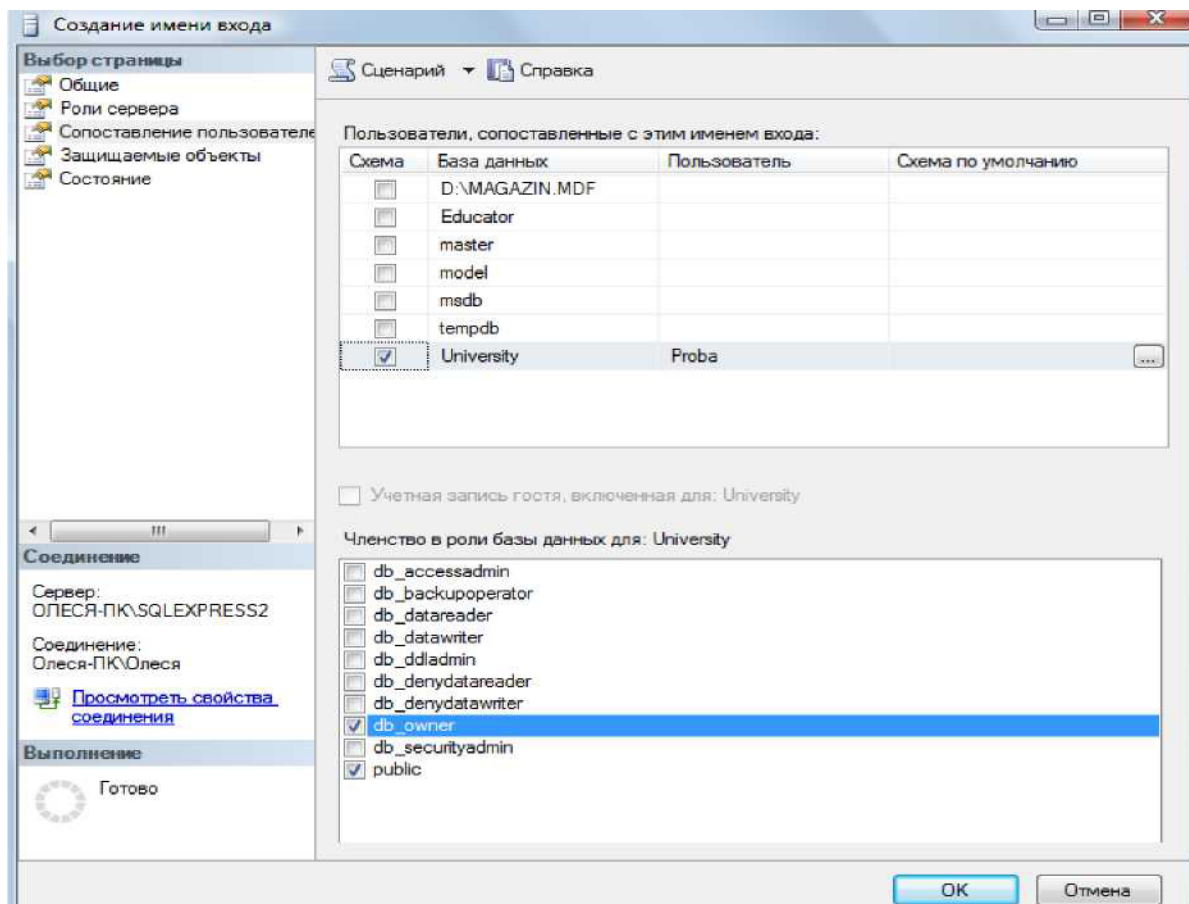 Создание имени входа
Выбор страницы
Общие
Роли сервера
Сопоставление пользователе
Защищаемые объекты
Состояние
Сценарий Справка
Пользователи, сопоставленные с этим именем входа:
Схема База данных Пользователь Схема по умолчанию
D:\MAGAZIN.MDF
Educator
master
model
msdb
tempdb
University Proba ...
Учетная запись гостя, включенная для: University
Членство в роли базы данных для: University
db_accessadmin
db_backupoperator
db_datareader
db_datawriter
db_ddladmin
db_denydatareader
db_denydatawriter
db_owner
db_securityadmin
public
Соединение
Сервер:
ОЛЕСЯ-ПК\SQLEXPRESS2
Соединение:
Олеся-ПК\Олеся
Просмотреть свойства
соединения
Выполнение
Готово
OK Отмена